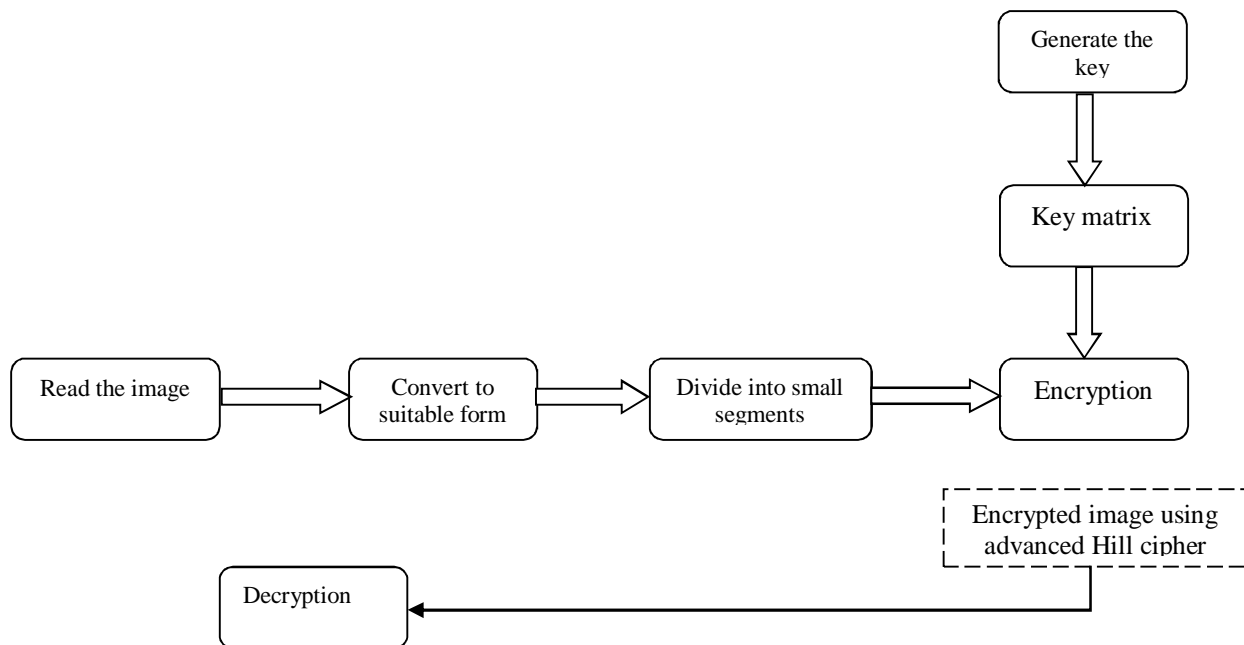 Generate the
key
Key matrix
Read the image
Convert to
suitable form
Divide into small
segments
Encryption
Encrypted image using
advanced Hill cipher
Decryption